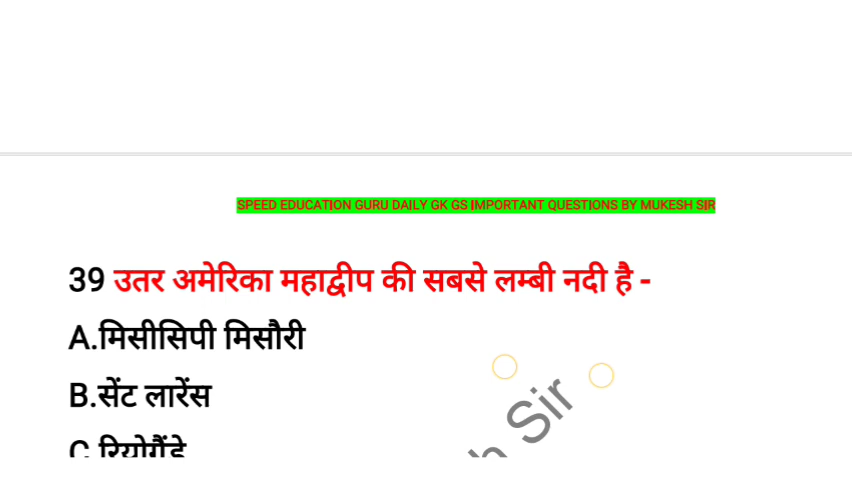 SPEED EDUCATION GURU DAILY GK GS IMPORTANT QUESTIONS BY MUKESH SIR
39 उतर अमेरिका महाद्वीप की सबसे लम्बी नदी है -
A.मिसीसिपी मिसौरी
B.सेंट लारेंस
C रियोगैंडे
Sir